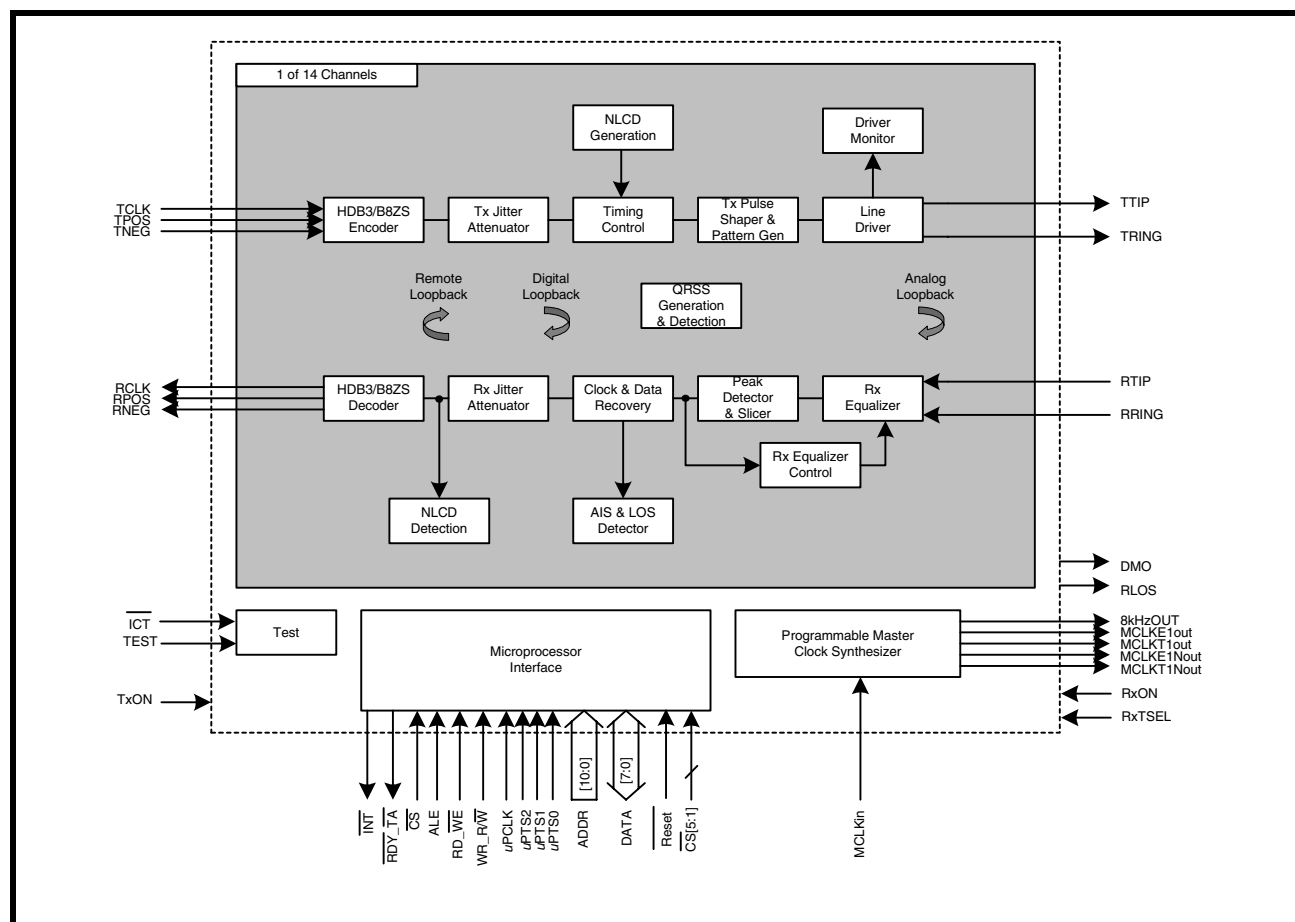 1 of 14 Channels
NLCD
Generation
Driver
Monitor
TCLK
TPOS
TNEG
HDB3/B8ZS
Encoder
Tx Jitter
Attenuator
Timing
Control
Tx Pulse
Shaper &
Pattern Gen
Line
Driver
TTIP
TRING
Remote
Loopback
Digital
Loopback
QRSS
Generation
& Detection
Analog
Loopback
RCLK
RPOS
RNEG
HDB3/B8ZS
Decoder
Rx Jitter
Attenuator
Clock & Data
Recovery
Peak
Detector
& Slicer
Rx
Equalizer
RTIP
RRING
Rx Equalizer
Control
NLCD
Detection
AIS & LOS
Detector
DMO
RLOS
ICT
TEST
Test
Microprocessor
Interface
Programmable Master
Clock Synthesizer
8kHzOUT
MCLKE1out
MCLKT1out
MCLKE1Nout
MCLKT1Nout
TxON
RxON
RxTSEL
INT
RDY_TA
CS
ALE
RD_WE
WR_R/W
uPCLK
uPTS2
uPTS1
uPTS0
[10:0]
ADDR
[7:0]
DATA
Reset
CS[5:1]
MCLKin